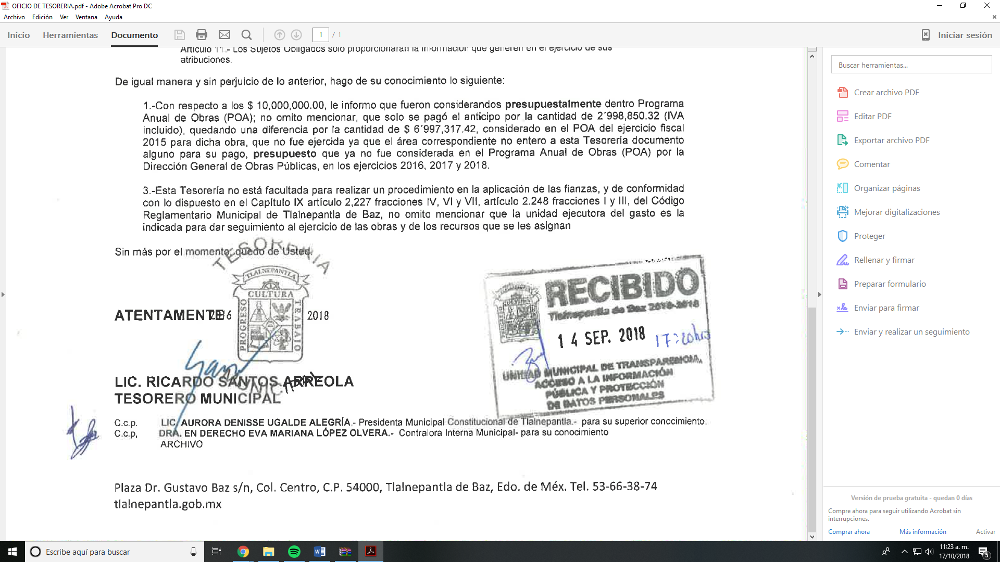 OFICIO DE TESORERIA.pdf - Adobe Acrobat Pro DC
Archivo Edición Ver Ventana Ayuda
Inicio Herramientas Documento 1 / 1 Iniciar sesión
Artículo 11.- Los Sujetos Obligados solo proporcionarán la información que generen en el ejercicio de sus
atribuciones.
De igual manera y sin perjuicio de lo anterior, hago de su conocimiento lo siguiente:
1.-Con respecto a los $ 10,000,000.00, le informo que fueron considerandos presupuestalmente dentro Programa
Anual de Obras (POA); no omito mencionar, que solo se pagó el anticipo por la cantidad de 2´998,850.32 (IVA
incluido), quedando una diferencia por la cantidad de $ 6´997,317.42, considerado en el POA del ejercicio fiscal
2015 para dicha obra, que no fue ejercida ya que el área correspondiente no entero a esta Tesorería documento
alguno para su pago, presupuesto que ya no fue considerada en el Programa Anual de Obras (POA) por la
Dirección General de Obras Públicas, en los ejercicios 2016, 2017 y 2018.
3.-Esta Tesorería no está facultada para realizar un procedimiento en la aplicación de las fianzas, y de conformidad
con lo dispuesto en el Capítulo IX artículo 2,227 fracciones IV, VI y VII, artículo 2.248 fracciones I y III, del Código
Reglamentario Municipal de Tlalnepantla de Baz, no omito mencionar que la unidad ejecutora del gasto es la
indicada para dar seguimiento al ejercicio de las obras y de los recursos que se les asignan
Sin más por el momento, quedo de Usted.
TESORERIA
TLALNEPANTLA
CULTURA
PROGRESO
TRABAJO
ATENTAMENTE
2016 2018
LIC. RICARDO SANTOS ARREOLA
TESORERO MUNICIPAL
RECIBIDO
Tlalnepantla de Baz 2016-2018
14 SEP. 2018 17:20hrs
UNIDAD MUNICIPAL DE TRANSPARENCIA,
ACCESO A LA INFORMACIÓN
PÚBLICA Y PROTECCIÓN
DE DATOS PERSONALES
C.c.p. LIC. AURORA DENISSE UGALDE ALEGRÍA.- Presidenta Municipal Constitucional de Tlalnepantla.- para su superior conocimiento.
C.c.p, DRA. EN DERECHO EVA MARIANA LÓPEZ OLVERA.- Contralora Interna Municipal- para su conocimiento
ARCHIVO
Plaza Dr. Gustavo Baz s/n, Col. Centro, C.P. 54000, Tlalnepantla de Baz, Edo. de Méx. Tel. 53-66-38-74
tlalnepantla.gob.mx
Buscar herramientas...
Crear archivo PDF
Editar PDF
Exportar archivo PDF
Comentar
Organizar páginas
Mejorar digitalizaciones
Proteger
Rellenar y firmar
Preparar formulario
Enviar para firmar
Enviar y realizar un seguimiento
Versión de prueba gratuita - quedan 0 días
Compre ahora para seguir utilizando Acrobat sin
interrupciones.
Comprar ahora Más información Activar
Escribe aquí para buscar
11:23 a. m.
17/10/2018
5